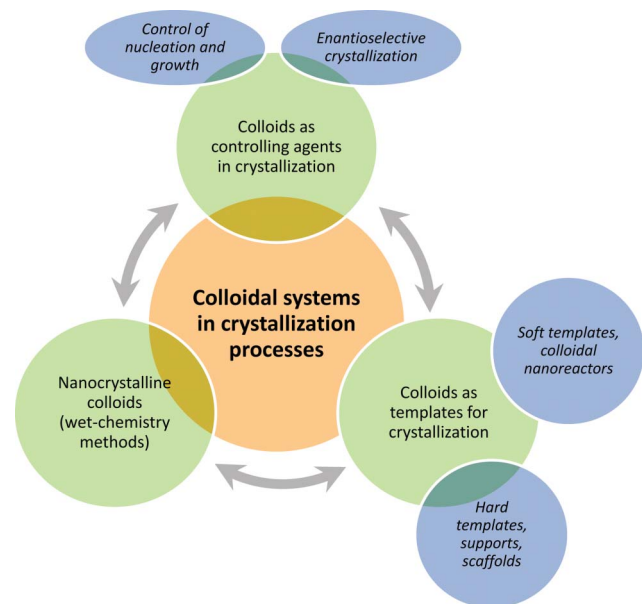 Control of
nucleation and
growth
Enantioselective
crystallization
Colloids as
controlling agents
in crystallization
Colloidal systems
in crystallization
processes
Soft templates,
colloidal
nanoreactors
Nanocrystalline
colloids
(wet-chemistry
methods)
Colloids as
templates for
crystallization
Hard
templates,
supports,
scaffolds